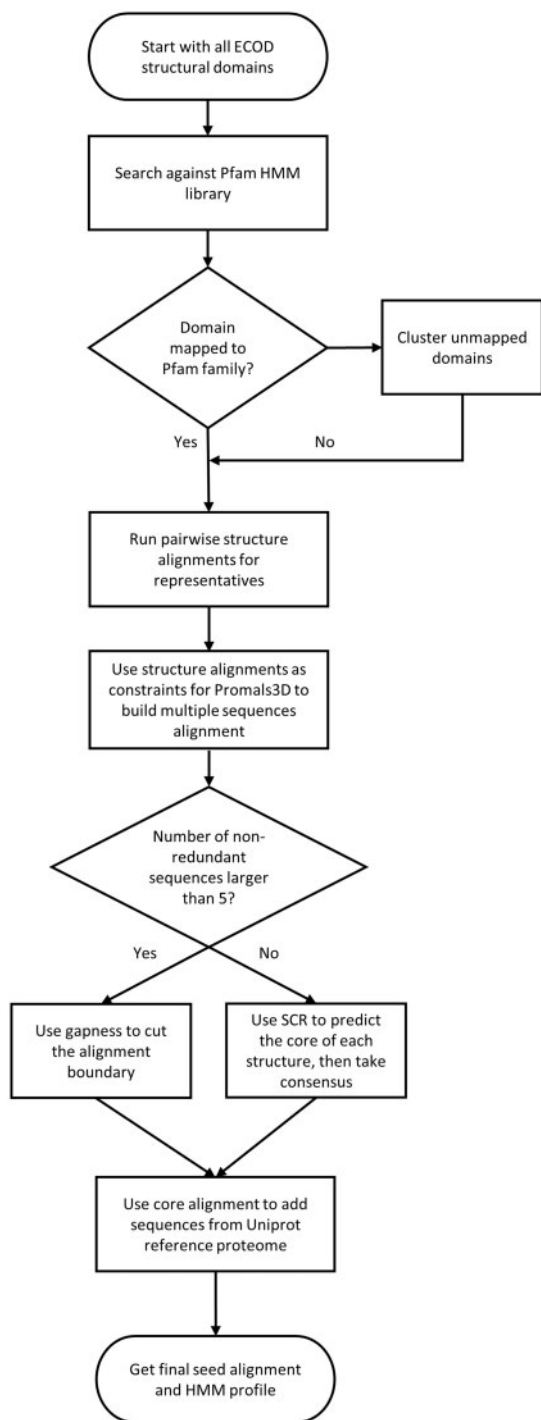 Start with all ECOD
structural domains
Search against Pfam HMM
library
Domain
mapped to
Pfam family?
Cluster unmapped
domains
Yes
No
Run pairwise structure
alignments for
representatives
Use structure alignments as
constraints for Promals3D to
build multiple sequences
alignment
Number of non-
redundant
sequences larger
than 5?
Yes
No
Use gapness to cut
the alignment
boundary
Use SCR to predict
the core of each
structure, then take
consensus
Use core alignment to add
sequences from Uniprot
reference proteome
Get final seed alignment
and HMM profile